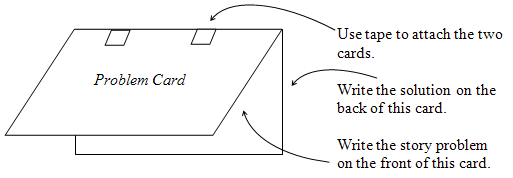 Use tape to attach the two
cards.
Problem Card
Write the solution on the
back of this card.
Write the story problem
on the front of this card.